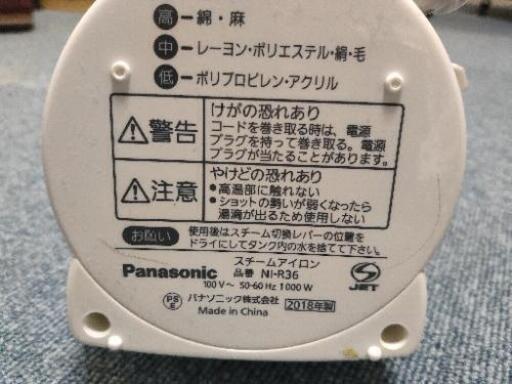 高 ー 綿・麻
中 ー レーヨン・ポリエステル・絹・毛
低 ー ポリプロピレン・アクリル
警告
けがの恐れあり
コードを巻き取る時は、電源
プラグを持って巻き取る。電源
プラグが当たることがあります。
注意
やけどの恐れあり
●高温部に触れない
●ショットの勢いが弱くなったら
湯滴が出るため使用しない
お願い 使用後はスチーム切換レバーの位置を
ドライにしてタンク内の水を捨てて下さい。
スチームアイロン
Panasonic 品番 NI-R36
100 V～ 50-60 Hz 1000 W
PS
E
パナソニック株式会社 2018年製
Made in China
S
JET